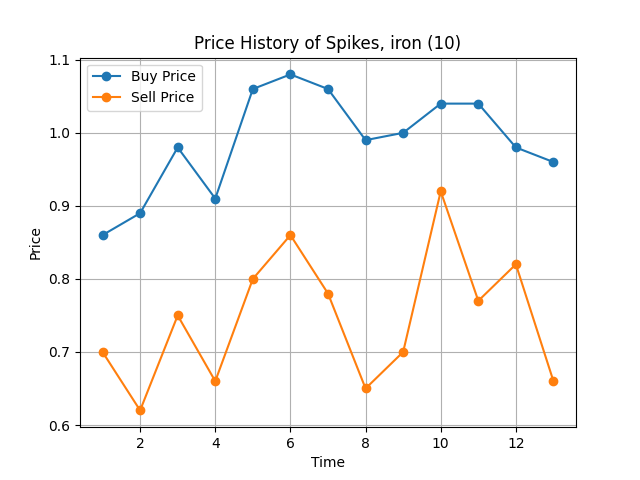 Price History of Spikes, iron (10)
Buy Price
Sell Price
Price
1.1
1.0
0.9
0.8
0.7
0.6
2 4 6 8 10 12
Time